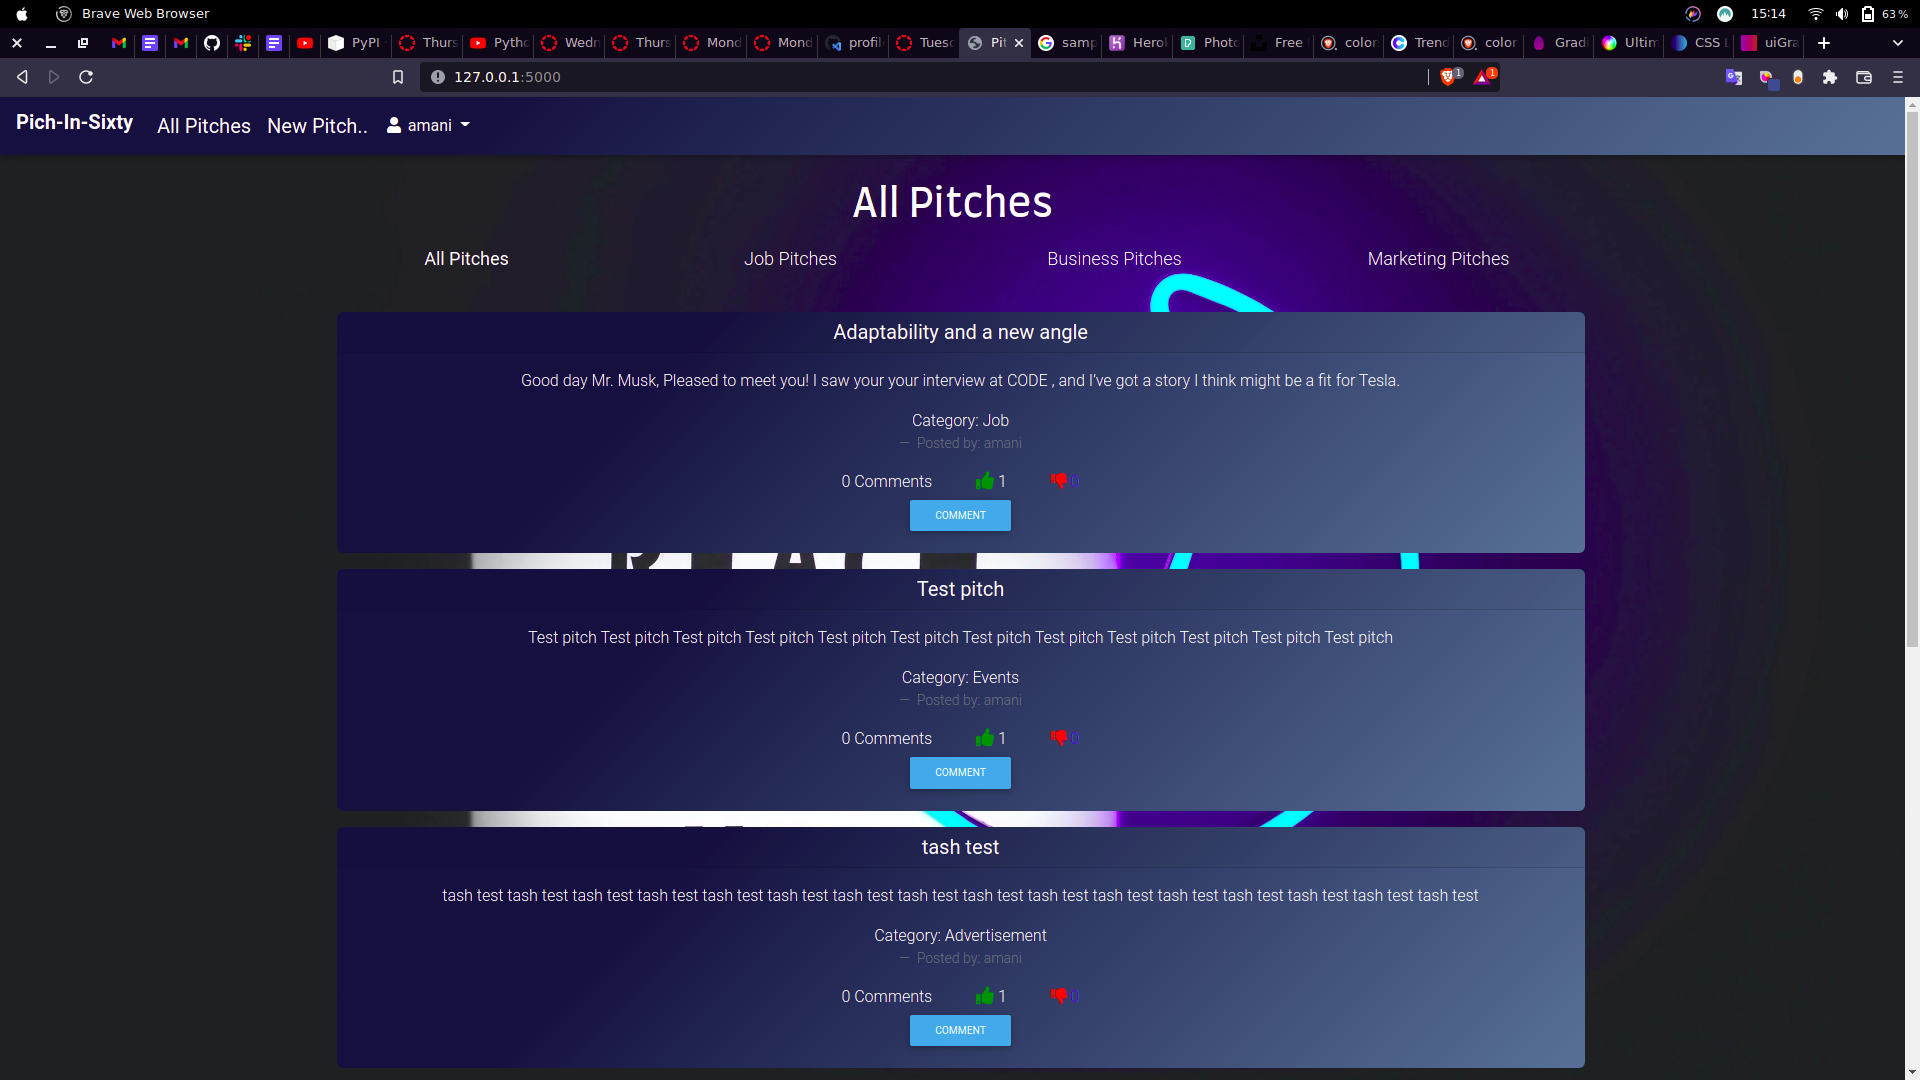 Brave Web Browser
15:14
63 %
PyPI
Thurs
Pytho
Wedn
Thurs
Mond
Mond
profil
Tuesc
Pit
samp
Herok
Photo
Free
color
Trend
color
Gradi
Ultim
CSS
uiGra
127.0.0.1:5000
1
1
Pich-In-Sixty
All Pitches
New Pitch..
amani
All Pitches
All Pitches
Job Pitches
Business Pitches
Marketing Pitches
Adaptability and a new angle
Good day Mr. Musk, Pleased to meet you! I saw your your interview at CODE , and I've got a story I think might be a fit for Tesla.
Category: Job
— Posted by: amani
0 Comments 1 0
COMMENT
Test pitch
Test pitch Test pitch Test pitch Test pitch Test pitch Test pitch Test pitch Test pitch Test pitch Test pitch Test pitch Test pitch
Category: Events
— Posted by: amani
0 Comments 1 0
COMMENT
tash test
tash test tash test tash test tash test tash test tash test tash test tash test tash test tash test tash test tash test tash test tash test tash test tash test
Category: Advertisement
— Posted by: amani
0 Comments 1 0
COMMENT